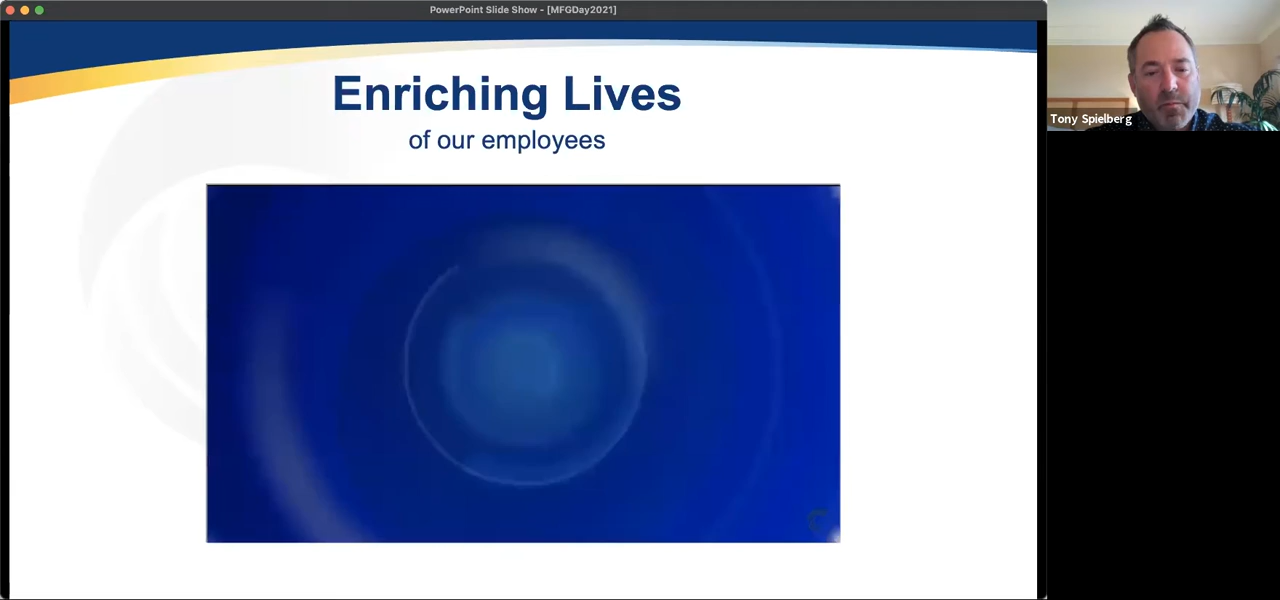 PowerPoint Slide Show - [MFGDay2021]
Enriching Lives
of our employees
Tony Spielberg